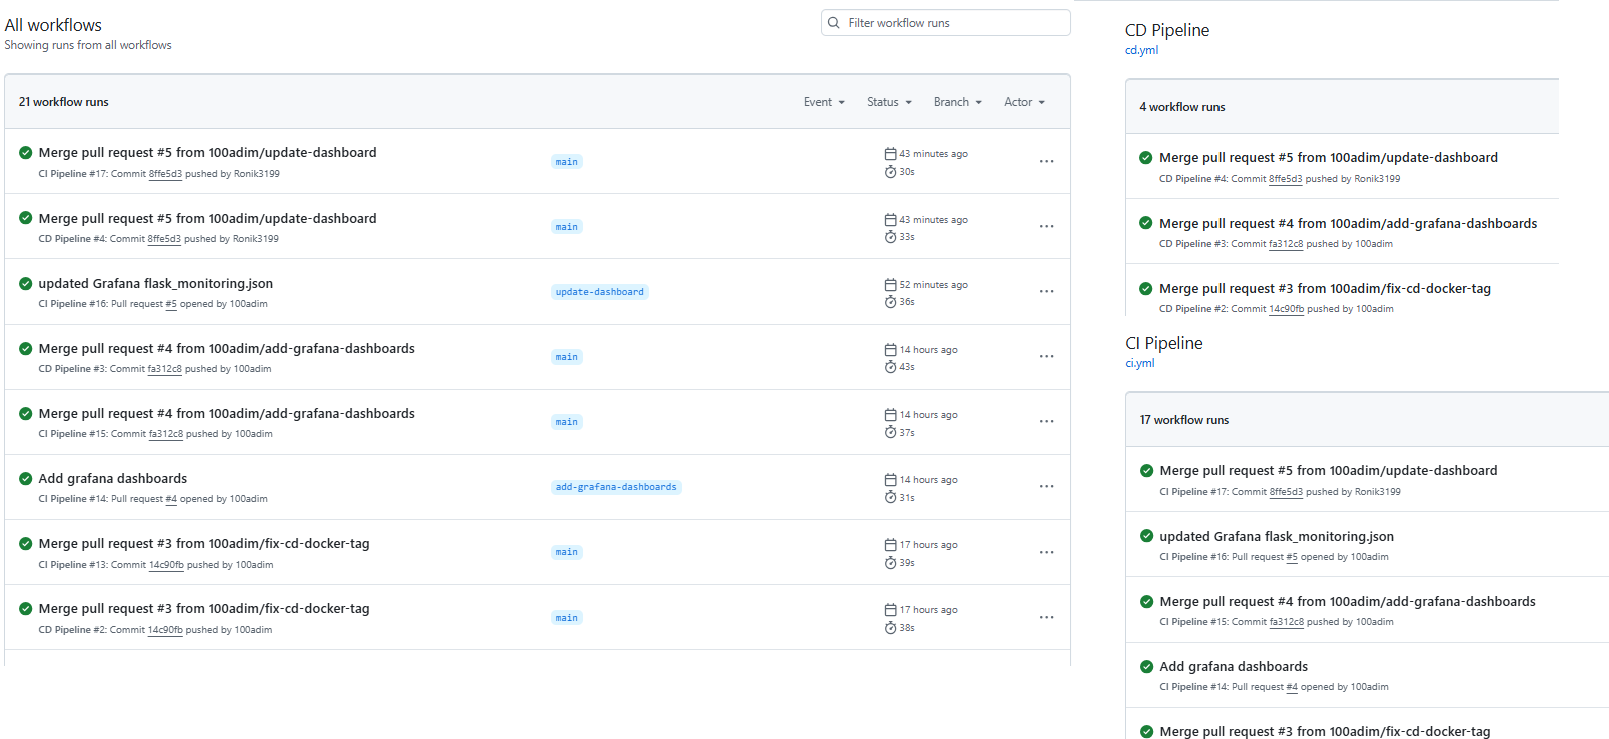 All workflows
Showing runs from all workflows
Filter workflow runs
21 workflow runs
Event Status Branch Actor
Merge pull request #5 from 100adim/update-dashboard
CI Pipeline #17: Commit 8ffe5d3 pushed by Ronik3199
main
43 minutes ago
30s
Merge pull request #5 from 100adim/update-dashboard
CD Pipeline #4: Commit 8ffe5d3 pushed by Ronik3199
main
43 minutes ago
33s
updated Grafana flask_monitoring.json
CI Pipeline #16: Pull request #5 opened by 100adim
update-dashboard
52 minutes ago
36s
Merge pull request #4 from 100adim/add-grafana-dashboards
CD Pipeline #3: Commit fa312c8 pushed by 100adim
main
14 hours ago
43s
Merge pull request #4 from 100adim/add-grafana-dashboards
CI Pipeline #15: Commit fa312c8 pushed by 100adim
main
14 hours ago
37s
Add grafana dashboards
CI Pipeline #14: Pull request #4 opened by 100adim
add-grafana-dashboards
14 hours ago
31s
Merge pull request #3 from 100adim/fix-cd-docker-tag
CI Pipeline #13: Commit 14c90fb pushed by 100adim
main
17 hours ago
39s
Merge pull request #3 from 100adim/fix-cd-docker-tag
CD Pipeline #2: Commit 14c90fb pushed by 100adim
main
17 hours ago
38s
CD Pipeline
cd.yml
4 workflow runs
Merge pull request #5 from 100adim/update-dashboard
CD Pipeline #4: Commit 8ffe5d3 pushed by Ronik3199
Merge pull request #4 from 100adim/add-grafana-dashboards
CD Pipeline #3: Commit fa312c8 pushed by 100adim
Merge pull request #3 from 100adim/fix-cd-docker-tag
CD Pipeline #2: Commit 14c90fb pushed by 100adim
CI Pipeline
ci.yml
17 workflow runs
Merge pull request #5 from 100adim/update-dashboard
CI Pipeline #17: Commit 8ffe5d3 pushed by Ronik3199
updated Grafana flask_monitoring.json
CI Pipeline #16: Pull request #5 opened by 100adim
Merge pull request #4 from 100adim/add-grafana-dashboards
CI Pipeline #15: Commit fa312c8 pushed by 100adim
Add grafana dashboards
CI Pipeline #14: Pull request #4 opened by 100adim
Merge pull request #3 from 100adim/fix-cd-docker-tag